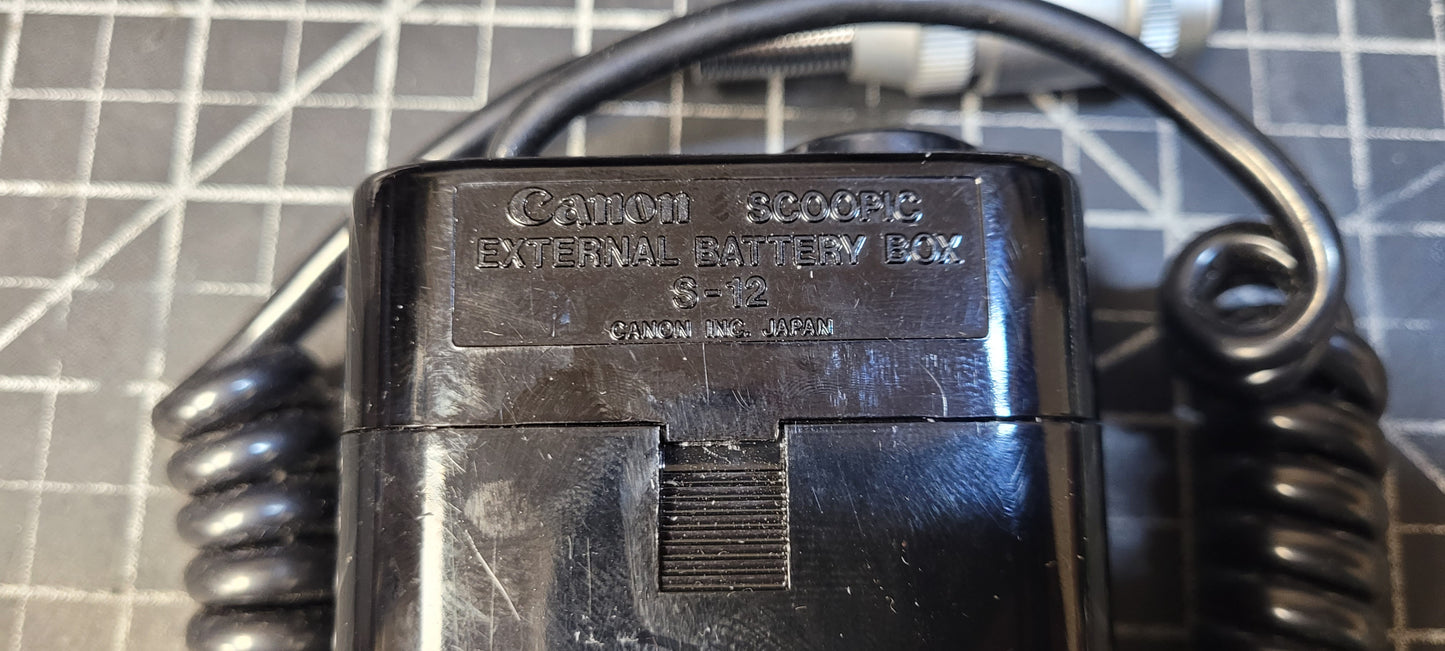 Canon SCOOPIC
EXTERNAL BATTERY BOX
S-12
CANON INC. JAPAN